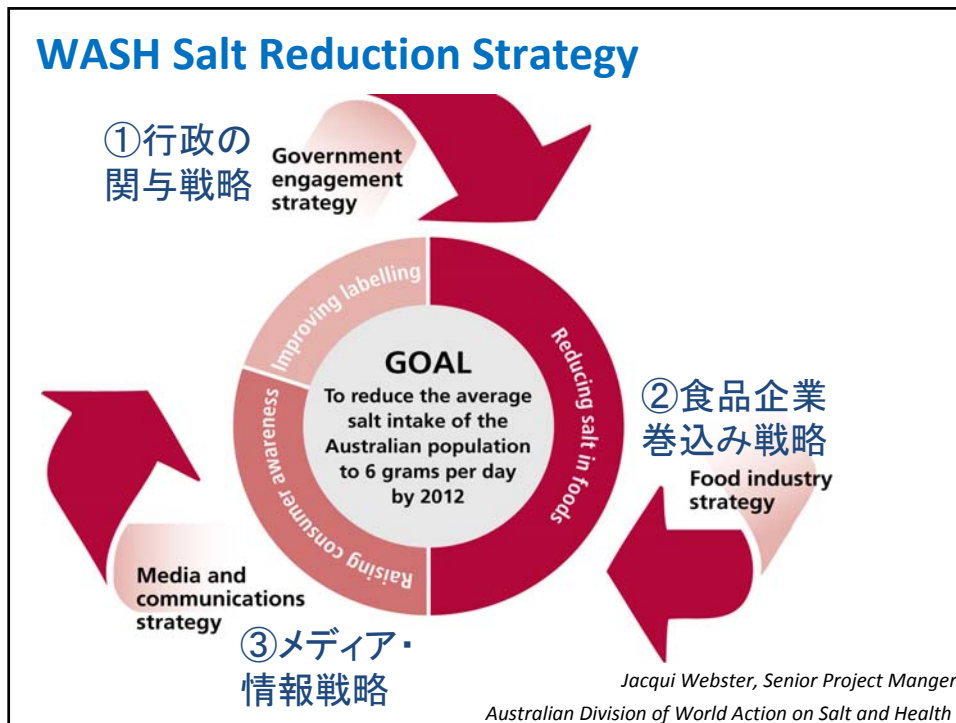 WASH Salt Reduction Strategy
①行政の
関与戦略
Government
engagement
strategy
Improving labelling
Reducing salt in foods
Raising consumer awareness
GOAL
To reduce the average
salt intake of the
Australian population
to 6 grams per day
by 2012
②食品企業
巻込み戦略
Food industry
strategy
Media and
communications
strategy
③メディア・
情報戦略
Jacqui Webster, Senior Project Manger
Australian Division of World Action on Salt and Health